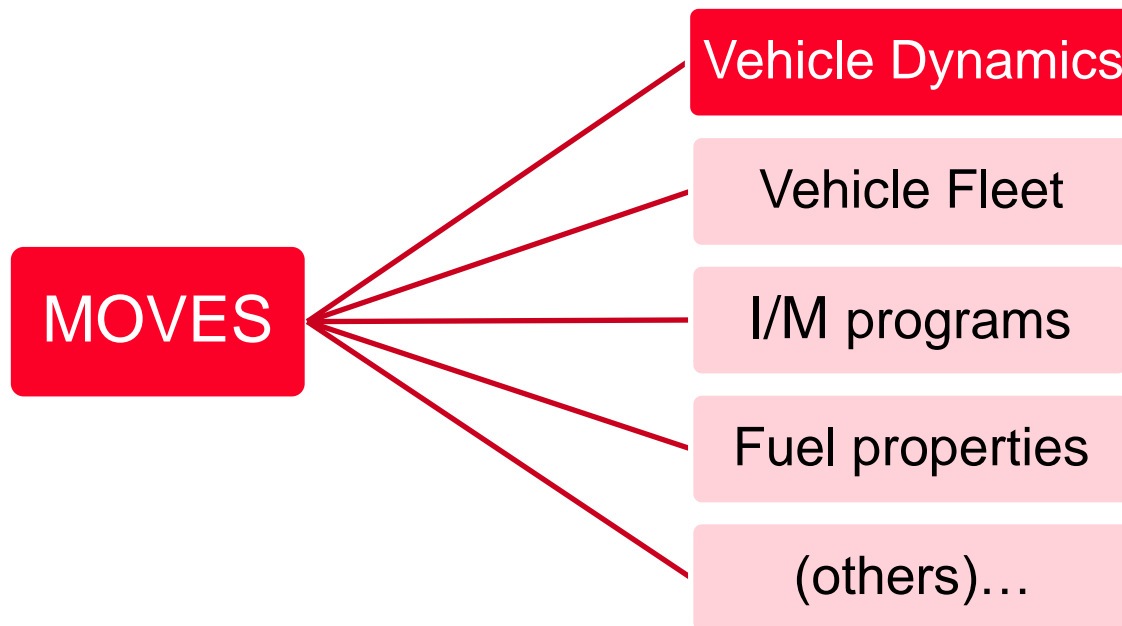 Vehicle Dynamics
Vehicle Fleet
MOVES
I/M programs
Fuel properties
(others)…